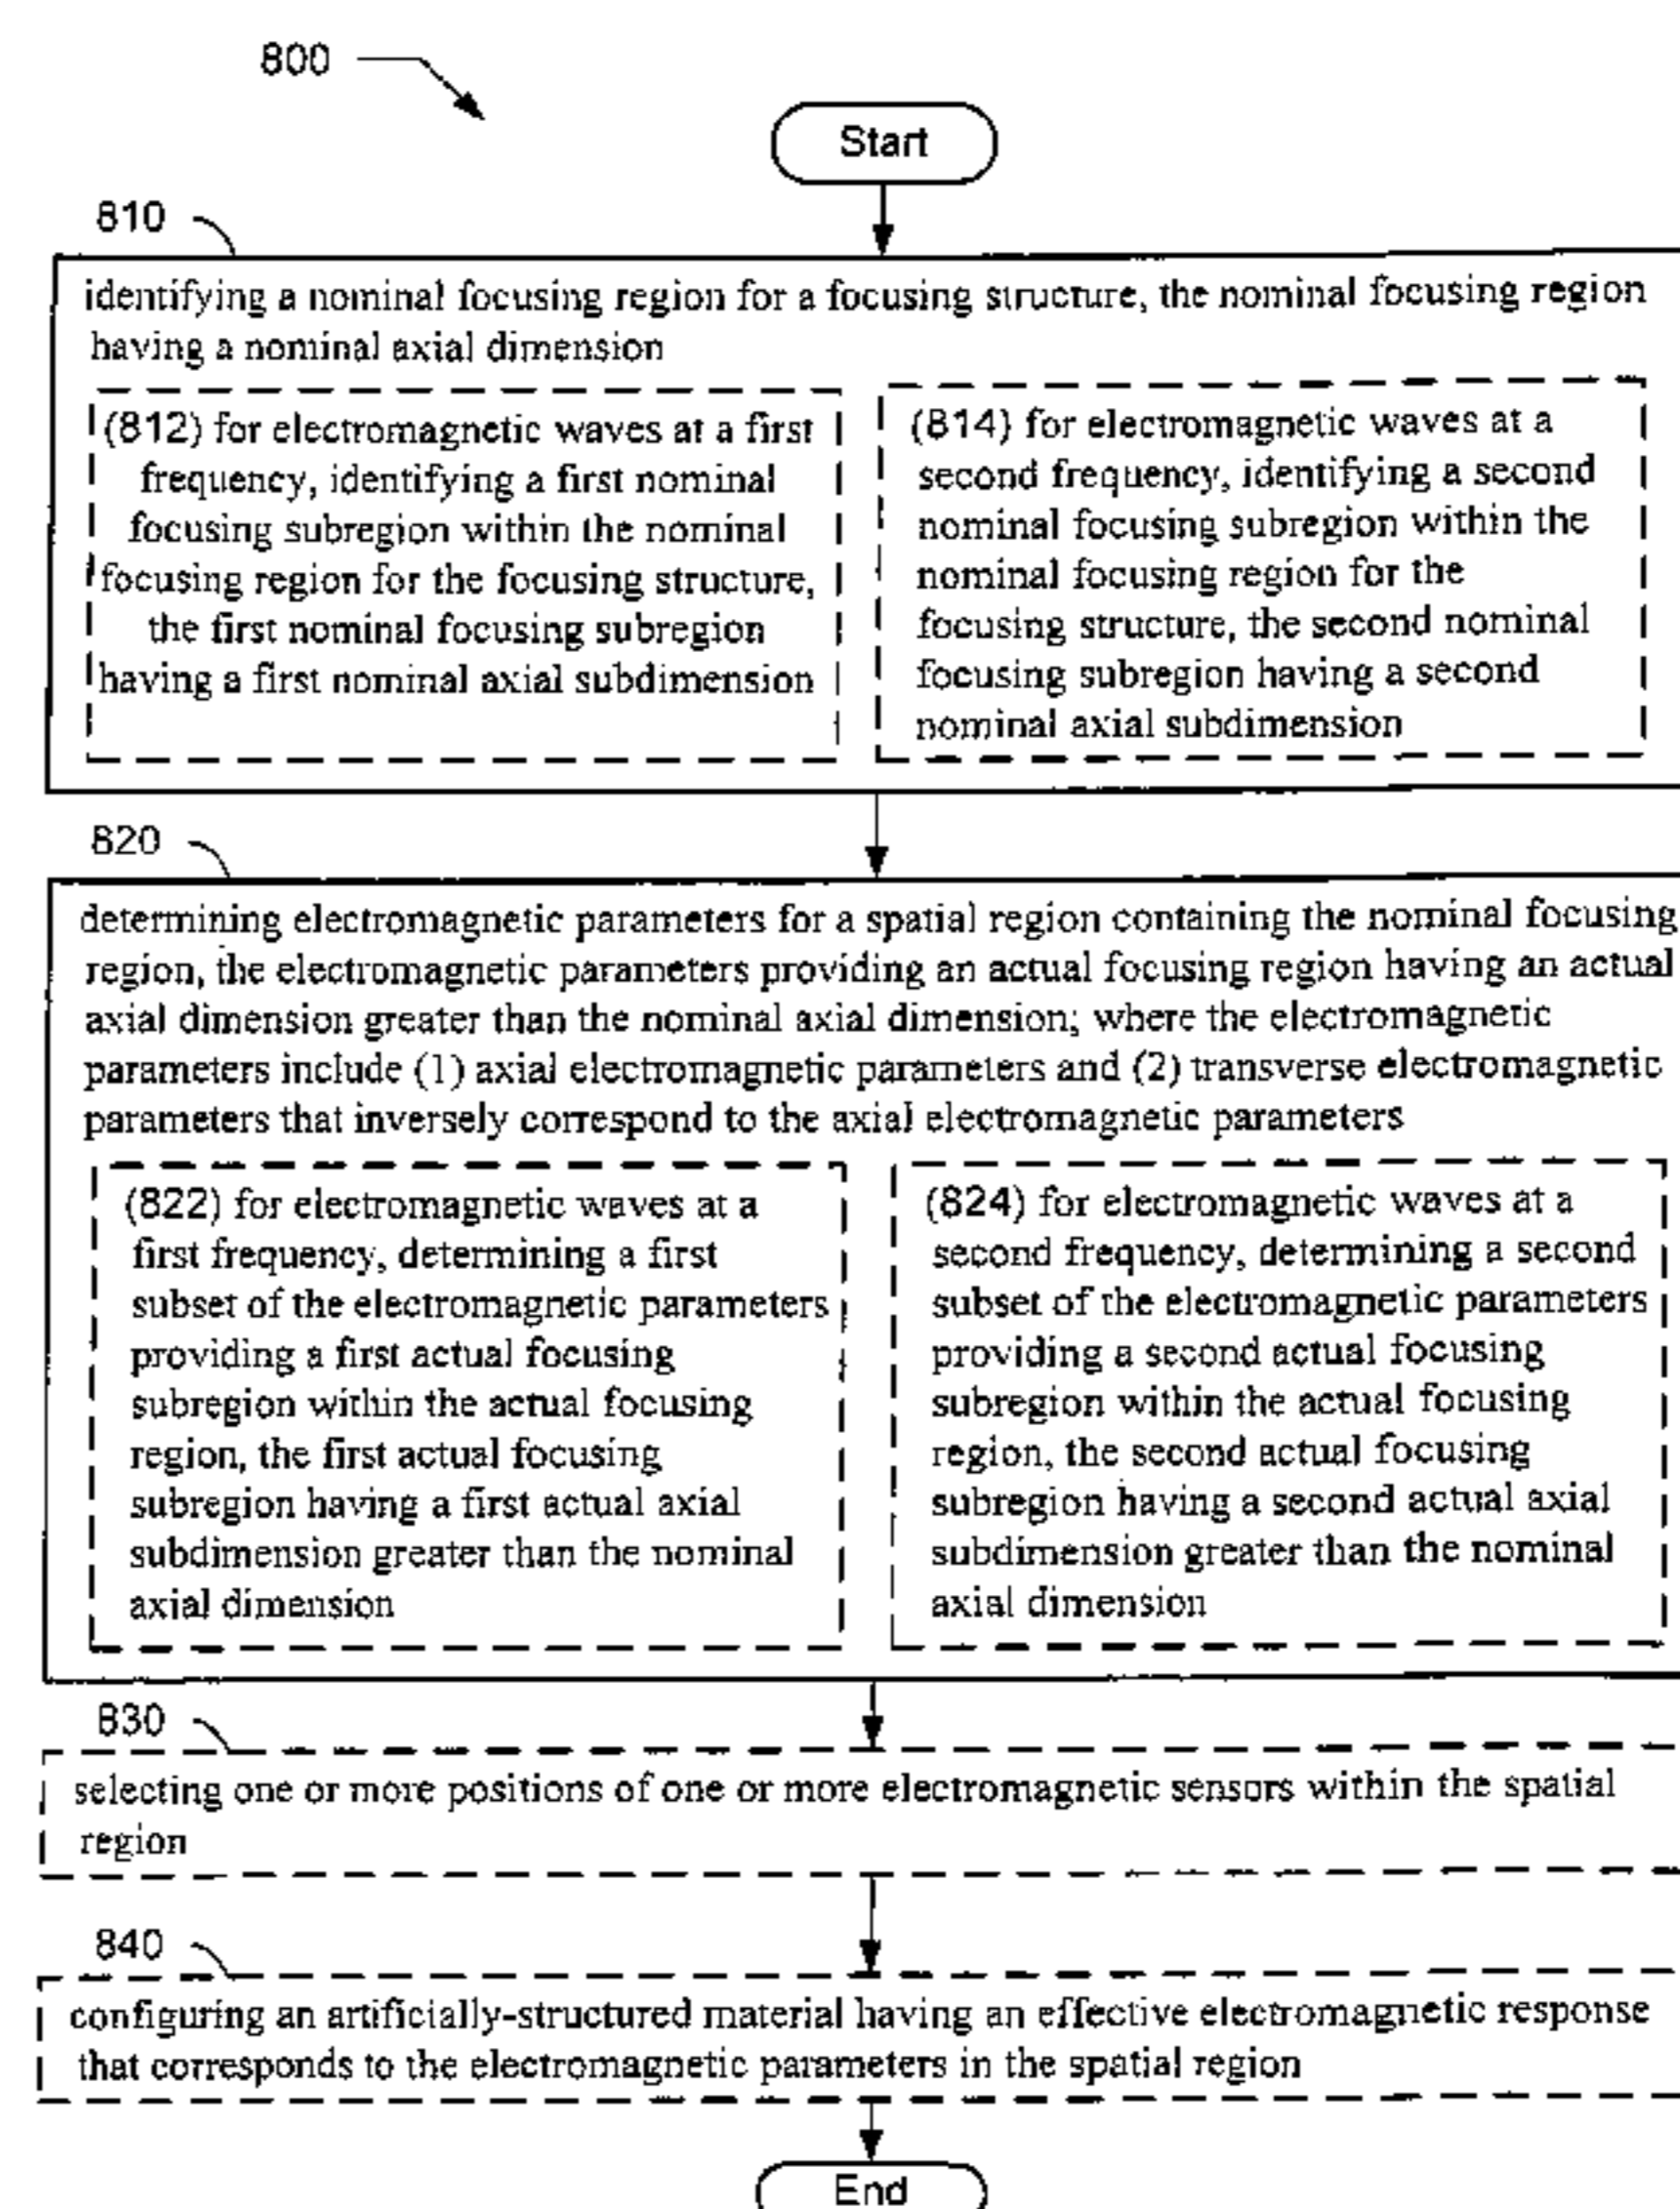 800
Start
810
identifying a nominal focusing region for a focusing structure, the nominal focusing region
having a nominal axial dimension
(812) for electromagnetic waves at a first
frequency, identifying a first nominal
focusing subregion within the nominal
focusing region for the focusing structure,
the first nominal focusing subregion
having a first nominal axial subdimension
(814) for electromagnetic waves at a
second frequency, identifying a second
nominal focusing subregion within the
nominal focusing region for the
focusing structure, the second nominal
focusing subregion having a second
nominal axial subdimension
820
determining electromagnetic parameters for a spatial region containing the nominal focusing
region, the electromagnetic parameters providing an actual focusing region having an actual
axial dimension greater than the nominal axial dimension; where the electromagnetic
parameters include (1) axial electromagnetic parameters and (2) transverse electromagnetic
parameters that inversely correspond to the axial electromagnetic parameters
(822) for electromagnetic waves at a
first frequency, determining a first
subset of the electromagnetic parameters
providing a first actual focusing
subregion within the actual focusing
region, the first actual focusing
subregion having a first actual axial
subdimension greater than the nominal
axial dimension
(824) for electromagnetic waves at a
second frequency, determining a second
subset of the electromagnetic parameters
providing a second actual focusing
subregion within the actual focusing
region, the second actual focusing
subregion having a second actual axial
subdimension greater than the nominal
axial dimension
830
selecting one or more positions of one or more electromagnetic sensors within the spatial
region
840
configuring an artificially-structured material having an effective electromagnetic response
that corresponds to the electromagnetic parameters in the spatial region
End